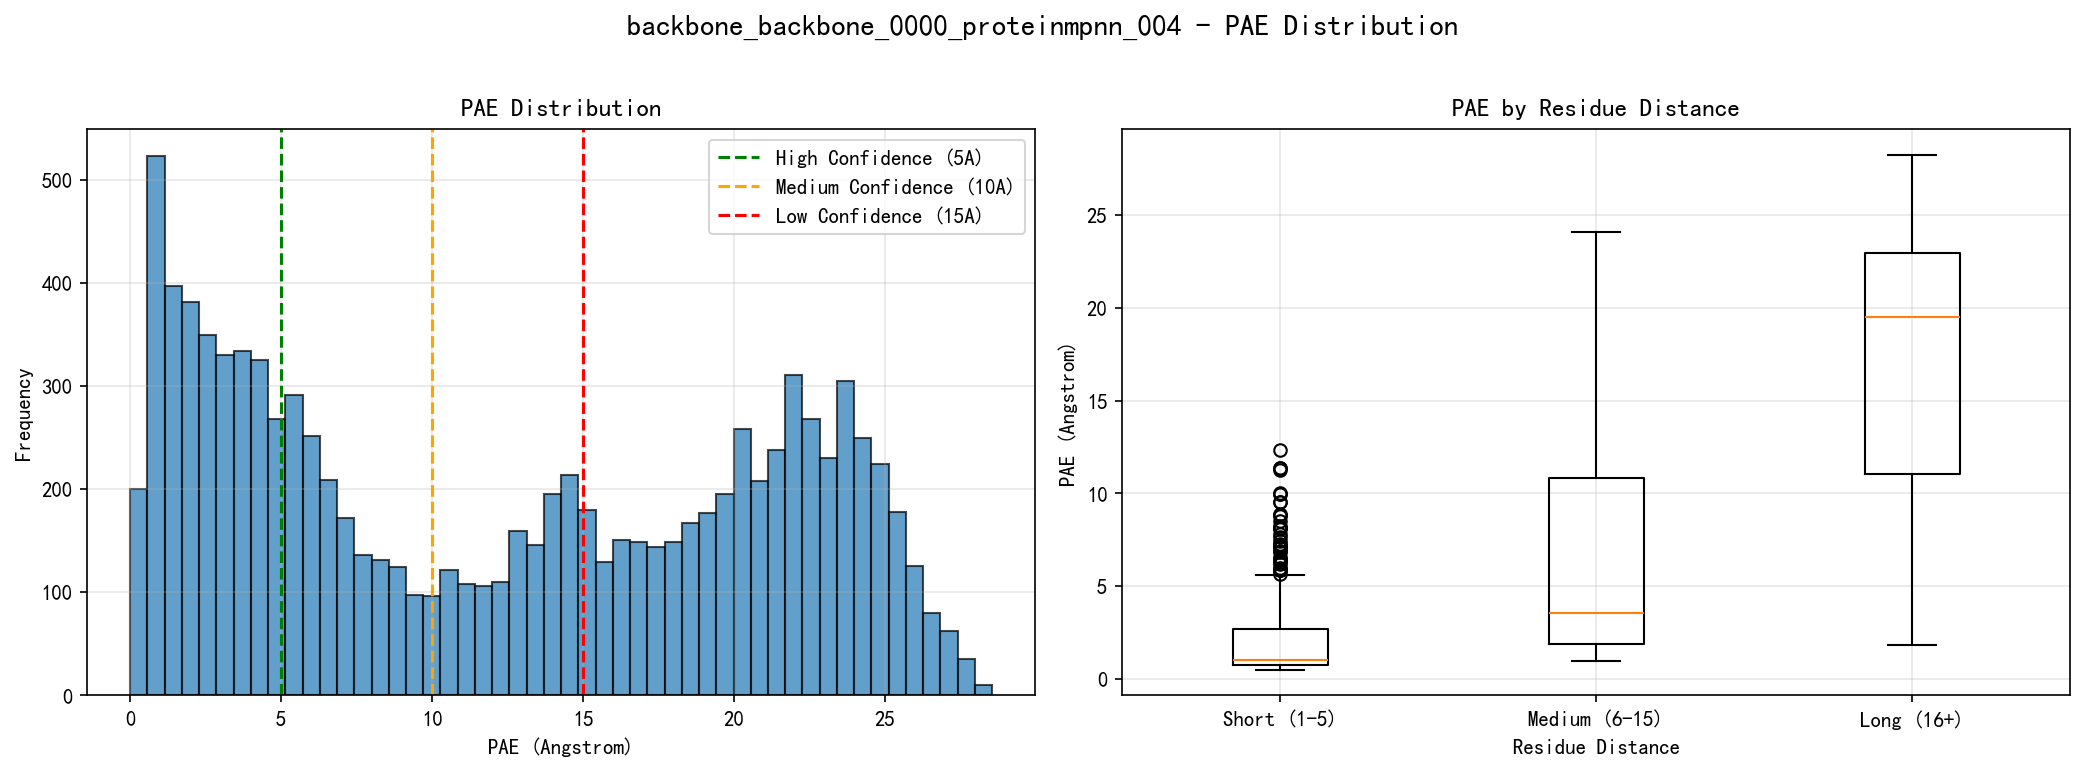 backbone_backbone_0000_proteinmpnn_004 - PAE Distribution
PAE Distribution
High Confidence (5A)
Medium Confidence (10A)
Low Confidence (15A)
Frequency
500
400
300
200
100
0
0 5 10 15 20 25
PAE (Angstrom)
PAE by Residue Distance
PAE (Angstrom)
25
20
15
10
5
0
Short (1-5) Medium (6-15) Long (16+)
Residue Distance